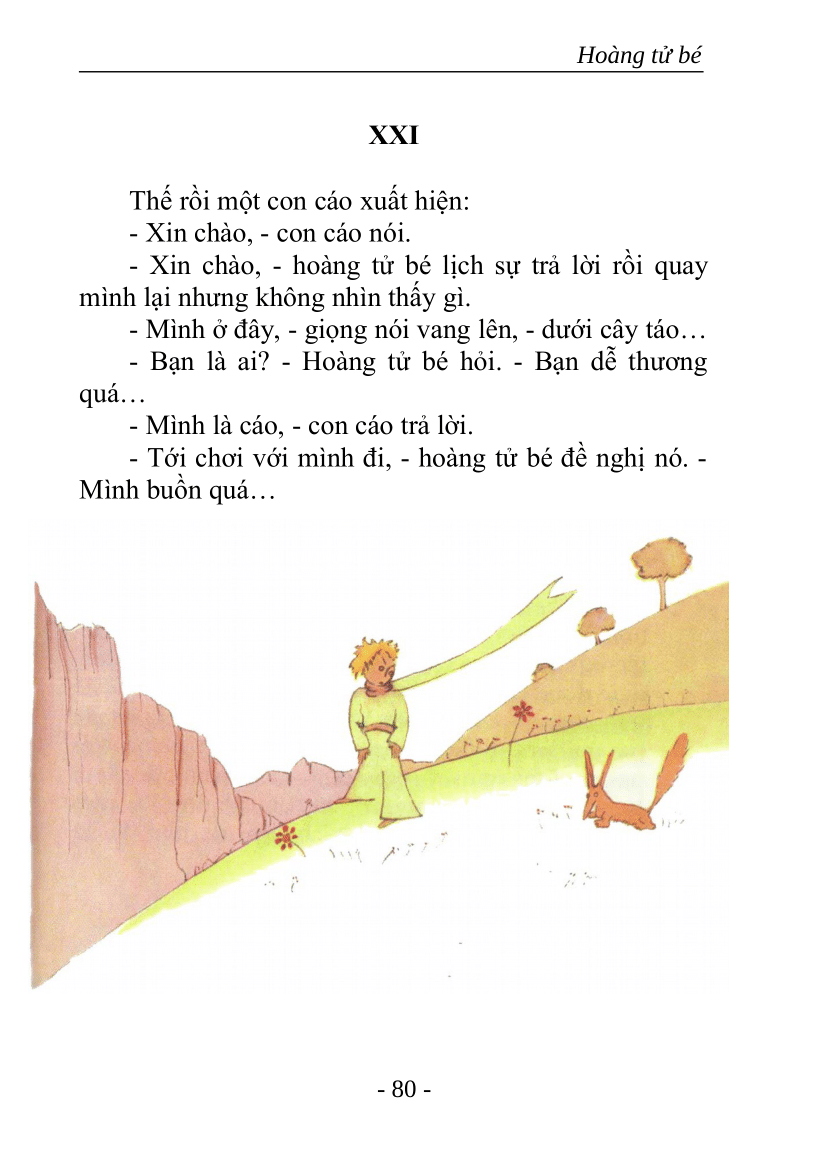 Hoàng tử bé
XXI
Thế rồi một con cáo xuất hiện:
- Xin chào, - con cáo nói.
- Xin chào, - hoàng tử bé lịch sự trả lời rồi quay
mình lại nhưng không nhìn thấy gì.
- Mình ở đây, - giọng nói vang lên, - dưới cây táo…
- Bạn là ai? - Hoàng tử bé hỏi. - Bạn dễ thương
quá…
- Mình là cáo, - con cáo trả lời.
- Tới chơi với mình đi, - hoàng tử bé đề nghị nó. -
Mình buồn quá…
- 80 -